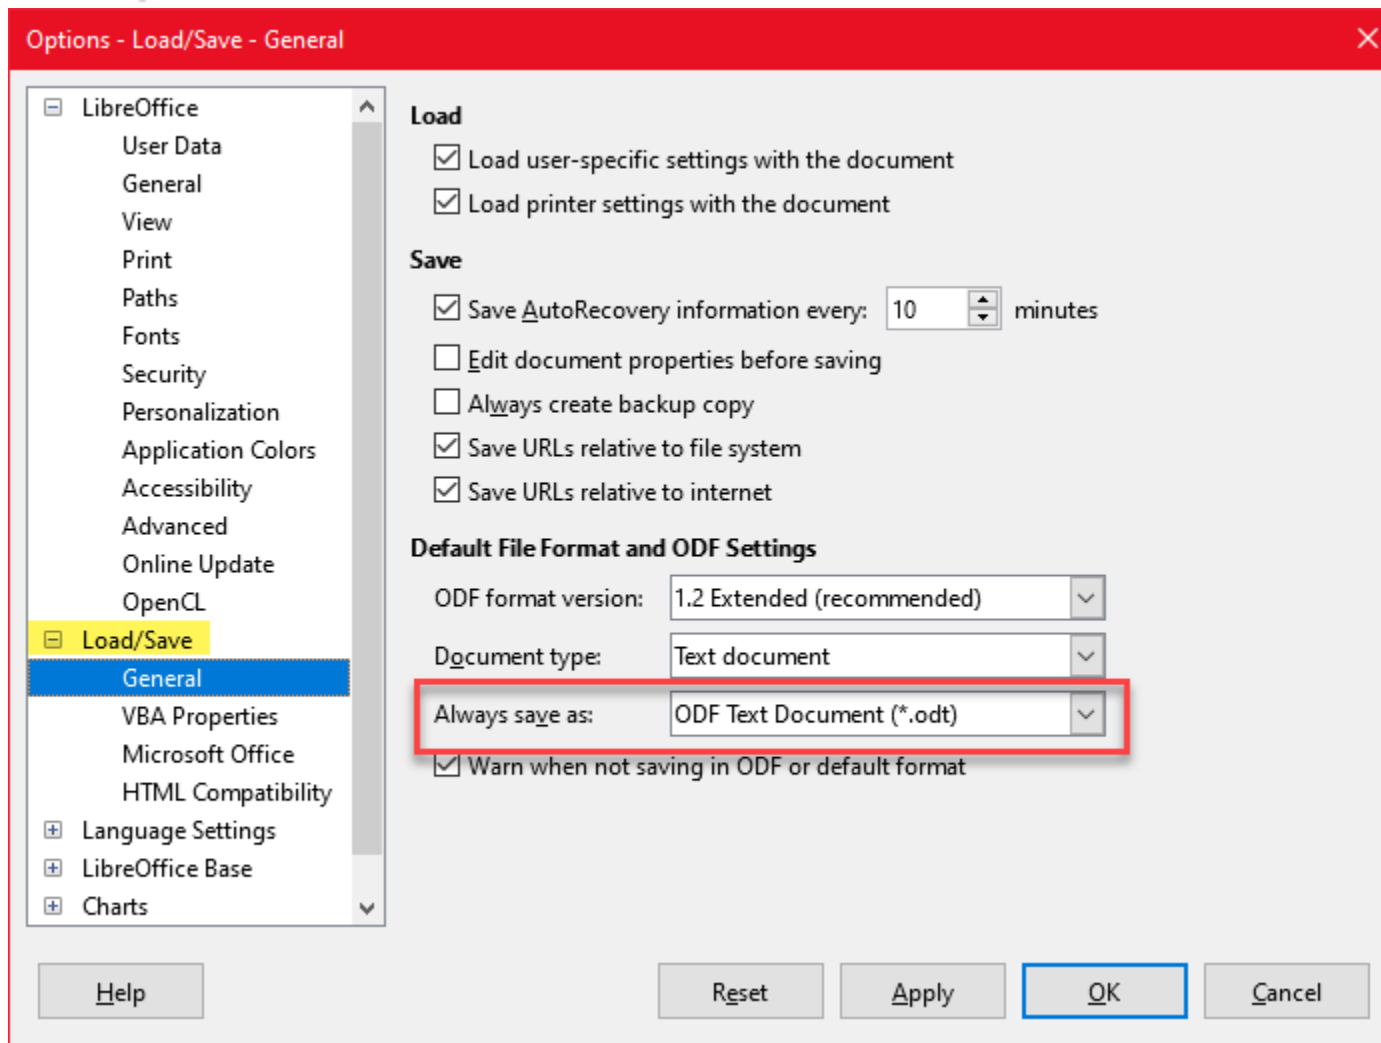 Options - Load/Save - General
LibreOffice
User Data
General
View
Print
Paths
Fonts
Security
Personalization
Application Colors
Accessibility
Advanced
Online Update
OpenCL
Load/Save
General
VBA Properties
Microsoft Office
HTML Compatibility
Language Settings
LibreOffice Base
Charts
Load
Load user-specific settings with the document
Load printer settings with the document
Save
Save AutoRecovery information every: 10 minutes
Edit document properties before saving
Always create backup copy
Save URLs relative to file system
Save URLs relative to internet
Default File Format and ODF Settings
ODF format version: 1.2 Extended (recommended)
Document type: Text document
Always save as: ODF Text Document (*.odt)
Warn when not saving in ODF or default format
Help Reset Apply OK Cancel